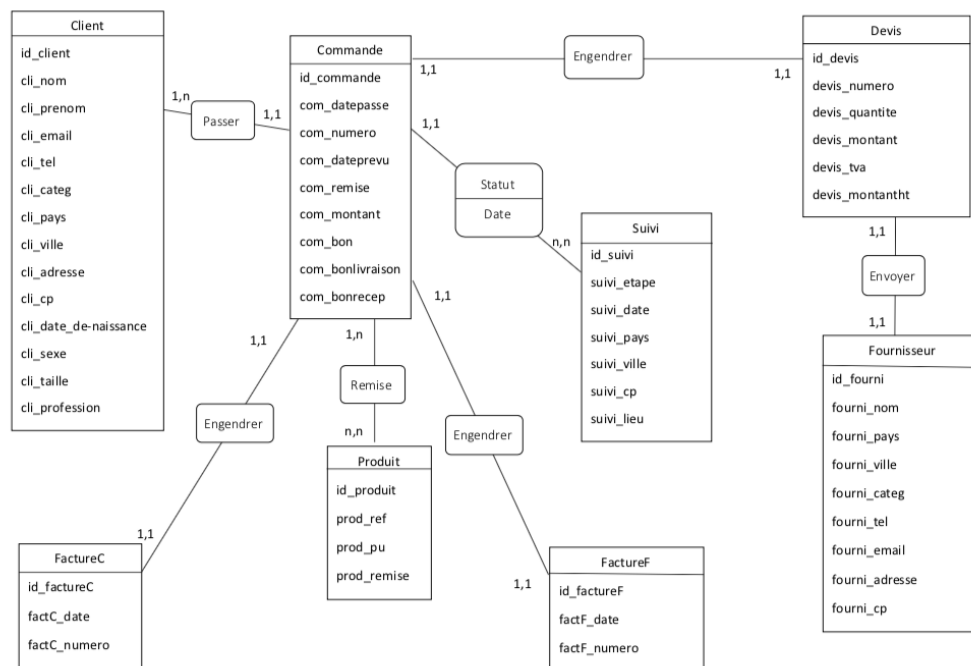 Client
id_client
cli_nom
cli_prenom
cli_email
cli_tel
cli_categ
cli_pays
cli_ville
cli_adresse
cli_cp
cli_date_de-naissance
cli_sexe
cli_taille
cli_profession
1,n
Passer
1,1
Commande
id_commande
com_datepasse
com_numero
com_dateprevu
com_remise
com_montant
com_bon
com_bonlivraison
com_bonrecep
1,1
Engendrer
1,1
Devis
id_devis
devis_numero
devis_quantite
devis_montant
devis_tva
devis_montantht
1,1
Statut
Date
n,n
Suivi
id_suivi
suivi_etape
suivi_date
suivi_pays
suivi_ville
suivi_cp
suivi_lieu
1,1
Envoyer
1,1
Fournisseur
id_fourni
fourni_nom
fourni_pays
fourni_ville
fourni_categ
fourni_tel
fourni_email
fourni_adresse
fourni_cp
1,1
Engendrer
1,1
FactureC
id_factureC
factC_date
factC_numero
1,n
Remise
n,n
Produit
id_produit
prod_ref
prod_pu
prod_remise
1,1
Engendrer
1,1
FactureF
id_factureF
factF_date
factF_numero